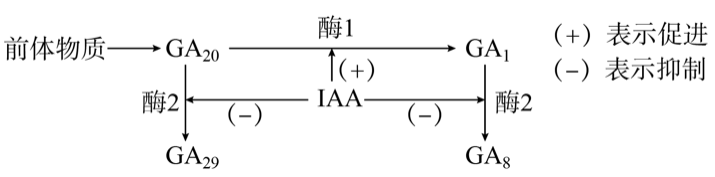 酶1
前体物质 GA₂₀ GA₁ (+) 表示促进
(+) (−) 表示抑制
酶2 (−) IAA (−) 酶2
GA₂₉ GA₈